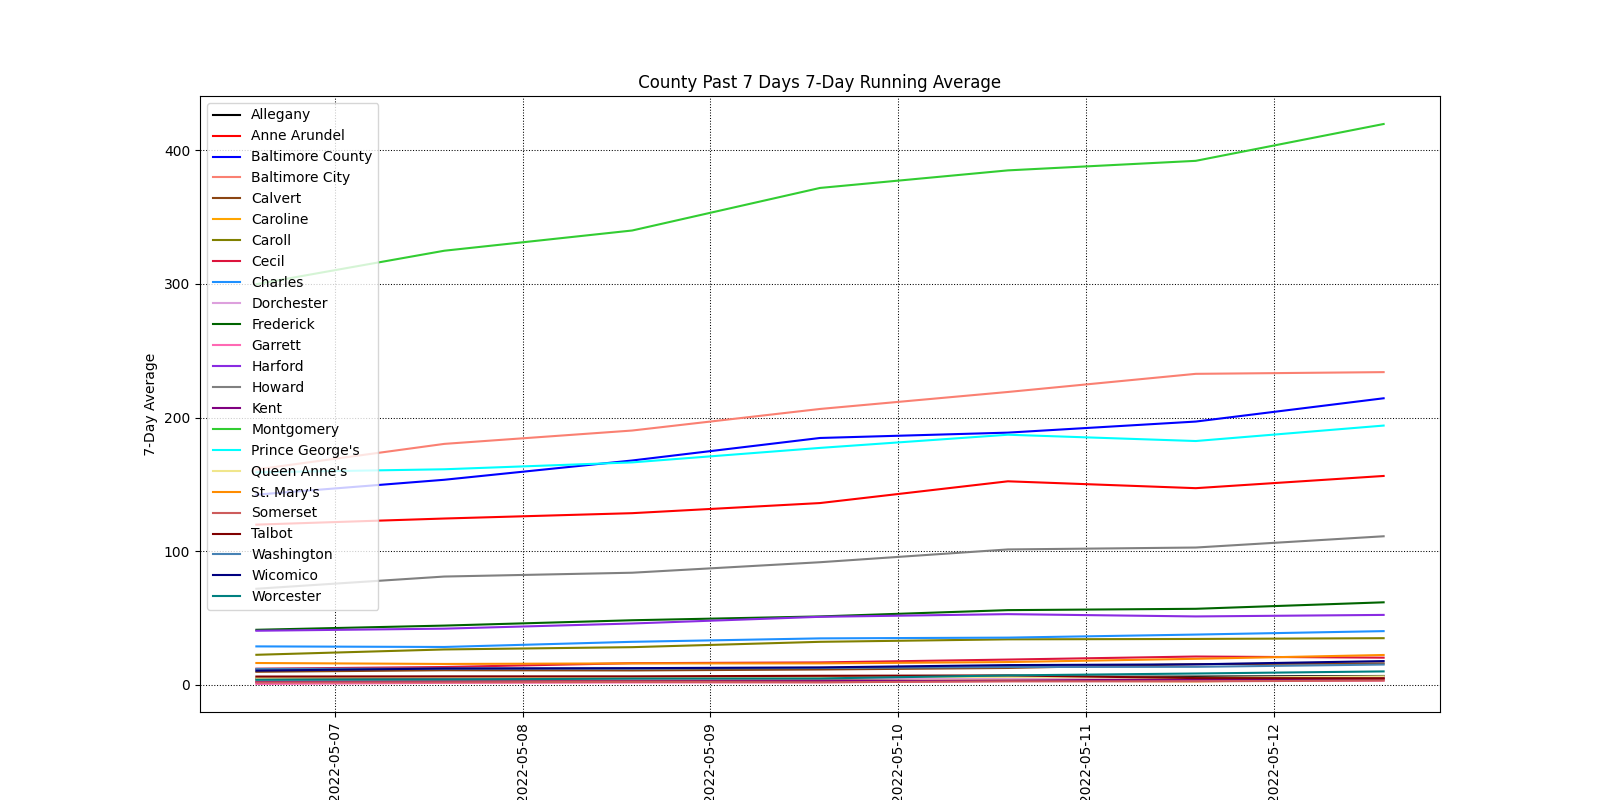 County Past 7 Days 7-Day Running Average
Allegany
Anne Arundel
Baltimore County
Baltimore City
Calvert
Caroline
Caroll
Cecil
Charles
Dorchester
Frederick
Garrett
Harford
Howard
Kent
Montgomery
Prince George's
Queen Anne's
St. Mary's
Somerset
Talbot
Washington
Wicomico
Worcester
7-Day Average
400
300
200
100
0
2022-05-07
2022-05-08
2022-05-09
2022-05-10
2022-05-11
2022-05-12